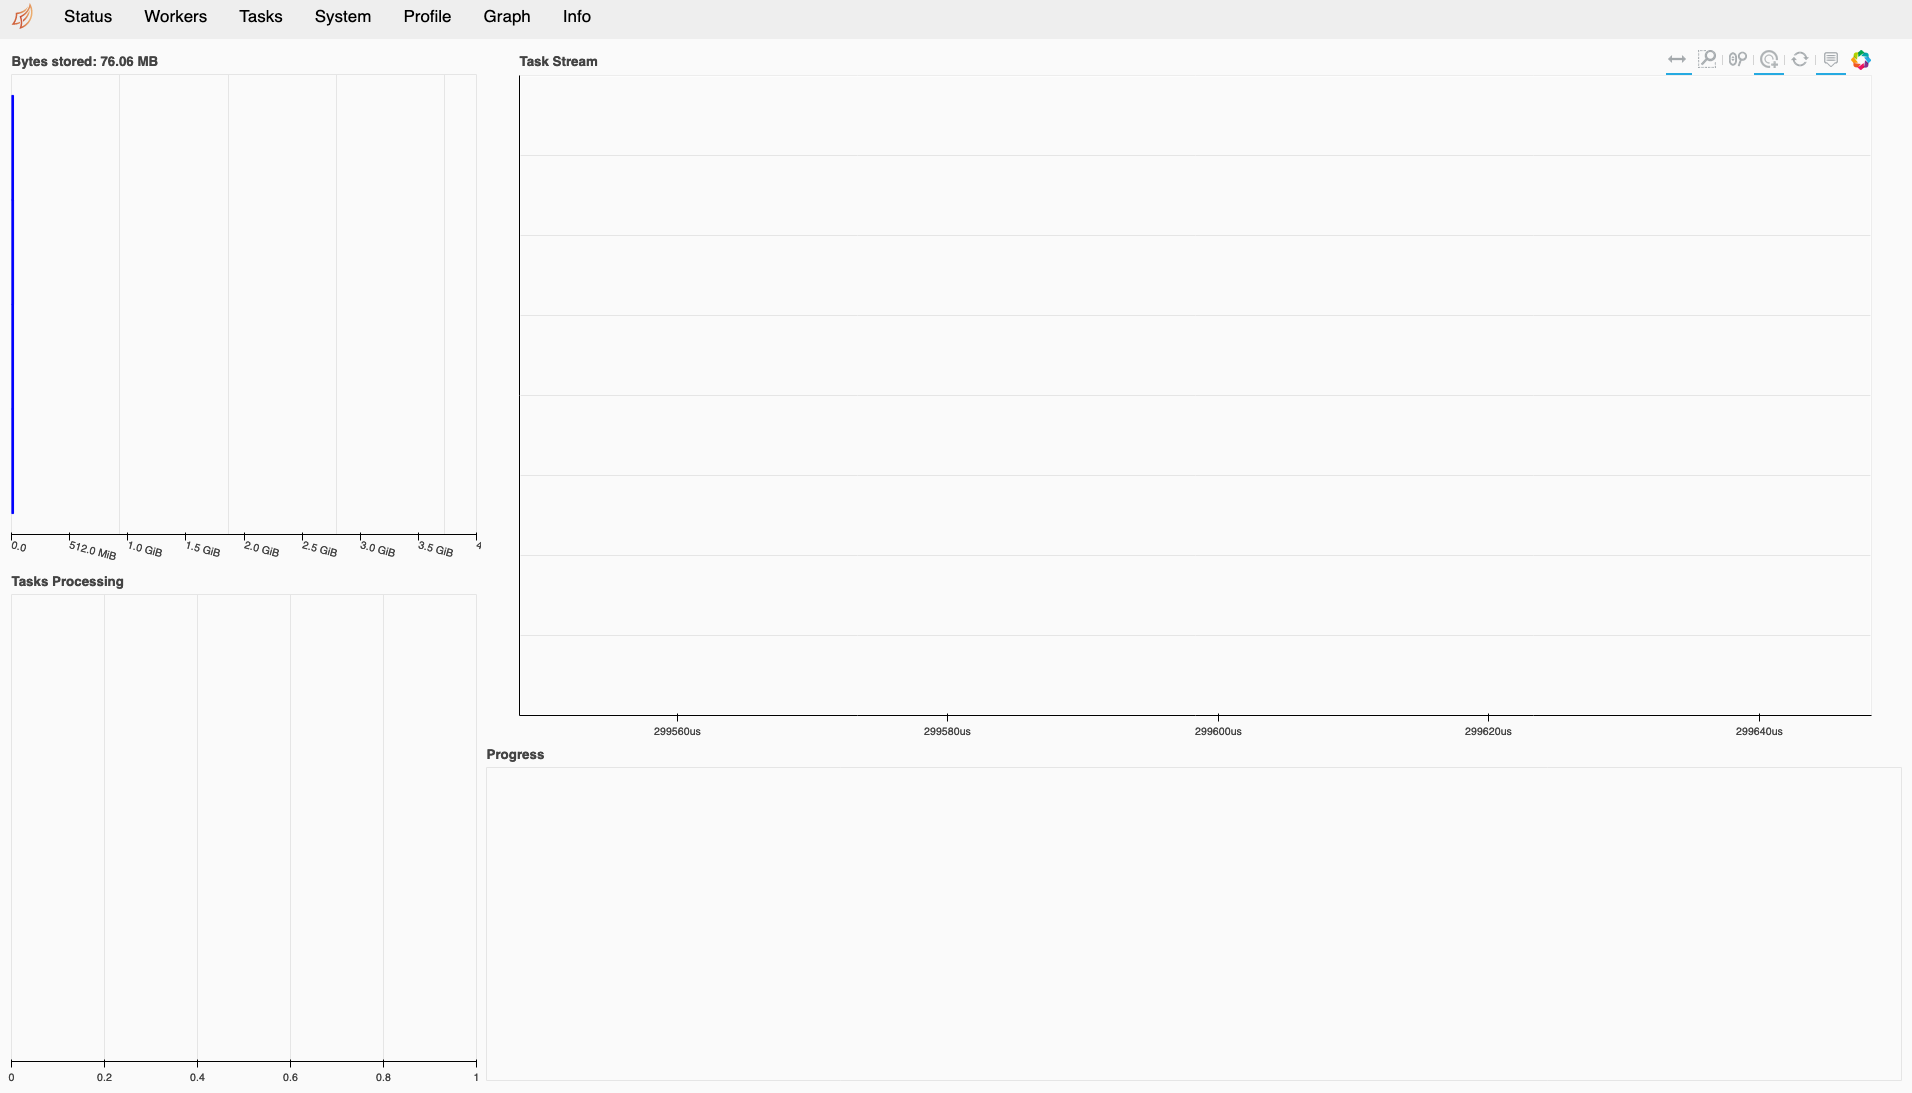 Status Workers Tasks System Profile Graph Info
Bytes stored: 76.06 MB
0.0 512.0 MiB 1.0 GiB 1.5 GiB 2.0 GiB 2.5 GiB 3.0 GiB 3.5 GiB 4
Tasks Processing
0 0.2 0.4 0.6 0.8 1
Task Stream
299560us 299580us 299600us 299620us 299640us
Progress